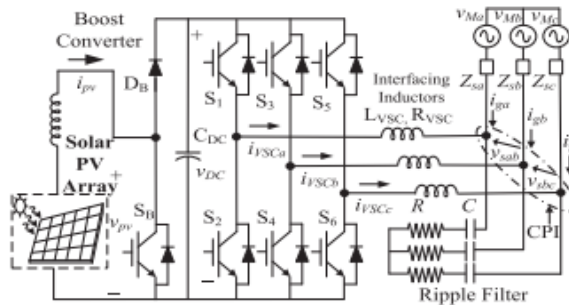 Boost
Converter
i_pv
D_B
Solar
PV
Array
+
v_pv
−
S_B
+
C_DC
v_DC
−
S_1
S_3
S_5
S_2
S_4
S_6
Interfacing
Inductors
L_VSC, R_VSC
i_VSCa
i_VSCb
i_VSCc
v_Ma
v_Mb
v_Mc
Z_sa
Z_sb
Z_sc
i_ga
i_gb
v_sab
v_sbc
CPI
R
C
Ripple Filter